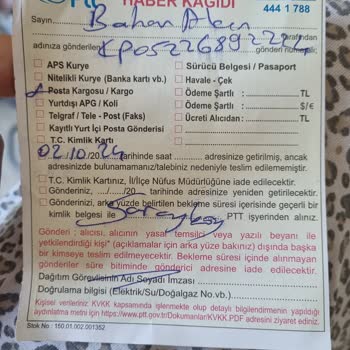 Ptt HABER KAĞIDI
444 1 788
Sayın, Bahar tarafından
adınıza gönderilen KP0522689222 gönderi numaralı;
APS Kurye
Sürücü Belgesi / Pasaport
Nitelikli Kurye (Banka kartı vb.)
Havale - Çek
Posta Kargosu / Kargo
Ödeme Şartlı : TL
Yurtdışı APG / Koli
Ödeme Şartlı : $/€
Telgraf / Tele - Post (Faks)
Ücreti Alıcıdan : TL
Kayıtlı Yurt İçi Posta Gönderisi
T.C. Kimlik Kartı
02/10/2024 tarihinde saat adresinize getirilmiş, ancak
adresinizde bulunamamanız/talebiniz nedeniyle teslim edilememiştir.
T.C. Kimlik Kartınız, İl/İlçe Nüfus Müdürlüğüne iade edilecektir.
Gönderiniz, ..../..../20.... tarihinde adresinize yeniden getirilecektir.
Gönderinizi, arka yüzde belirtilen bekleme süresi içerisinde geçerli bir
kimlik belgesi ile Sarayköy PTT işyerinden alınız.
Gönderi : alıcısı, alıcının yasal temsilci veya yazılı beyanı ile
yetkilendirdiği kişi* (açıklamalar için arka yüze bakınız) dışında başka
bir kimseye teslim edilmeyecektir. Bekleme süresi içinde alınmayan
gönderiler süre bitiminde gönderici adresine iade edilecektir.
Dağıtım Görevlisinin Adı Soyadı İmzası
Doğrulama bilgisi (Elektrik/Su/Doğalgaz No.vb.)
Kişisel verileriniz KVKK kapsamında işlenmekte olup detaylı bilgilendirmenin yapıldığı
aydınlatma metni için https://www.ptt.gov.tr/Dokumanlar/KVKK.PDF adresini ziyaret ediniz.
Stok No : 150.01.002.001352